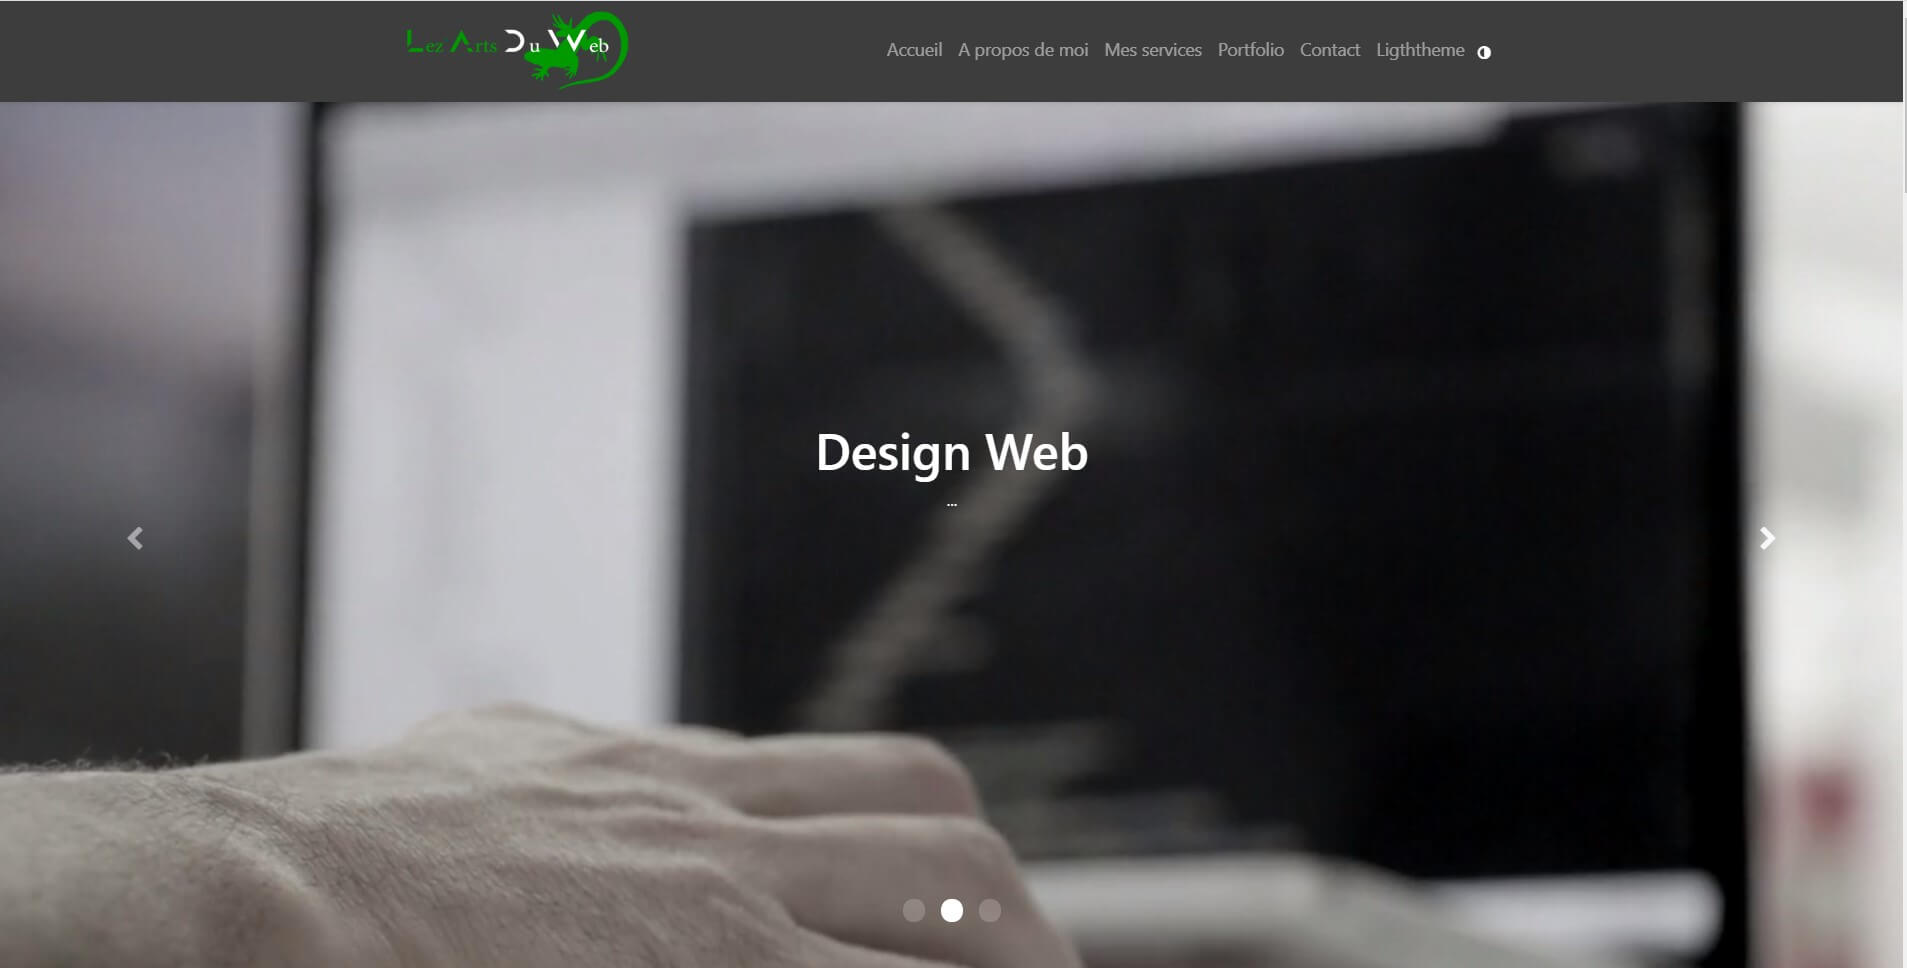 Lez Arts Du Web
Accueil A propos de moi Mes services Portfolio Contact Ligththeme
Design Web
...